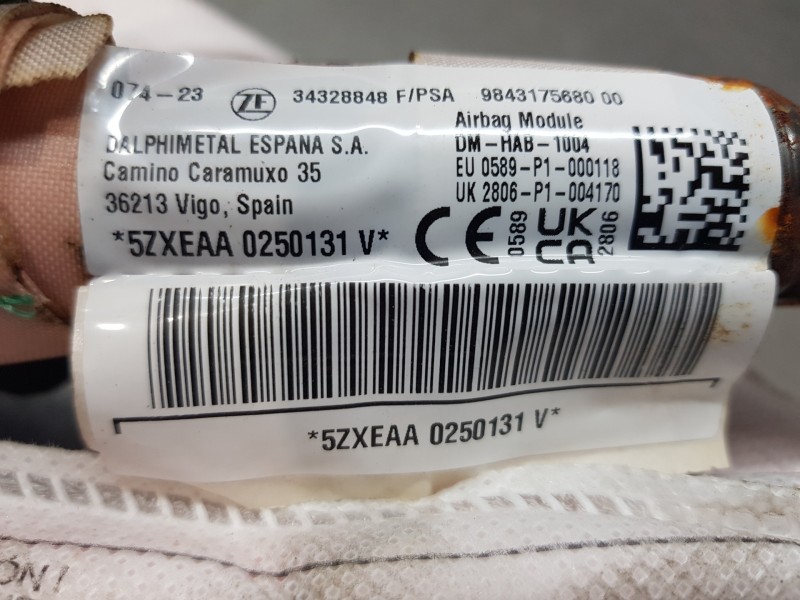 074-23 ZF 34328848 F/PSA 9843175680 00
DALPHIMETAL ESPANA S.A.
Camino Caramuxo 35
36213 Vigo, Spain
Airbag Module
DM-HAB-1004
EU 0589-P1-000118
UK 2806-P1-004170
*5ZXEAA 0250131 V*
CE 0589 UK
CA 2806
*5ZXEAA 0250131 V*
ON!